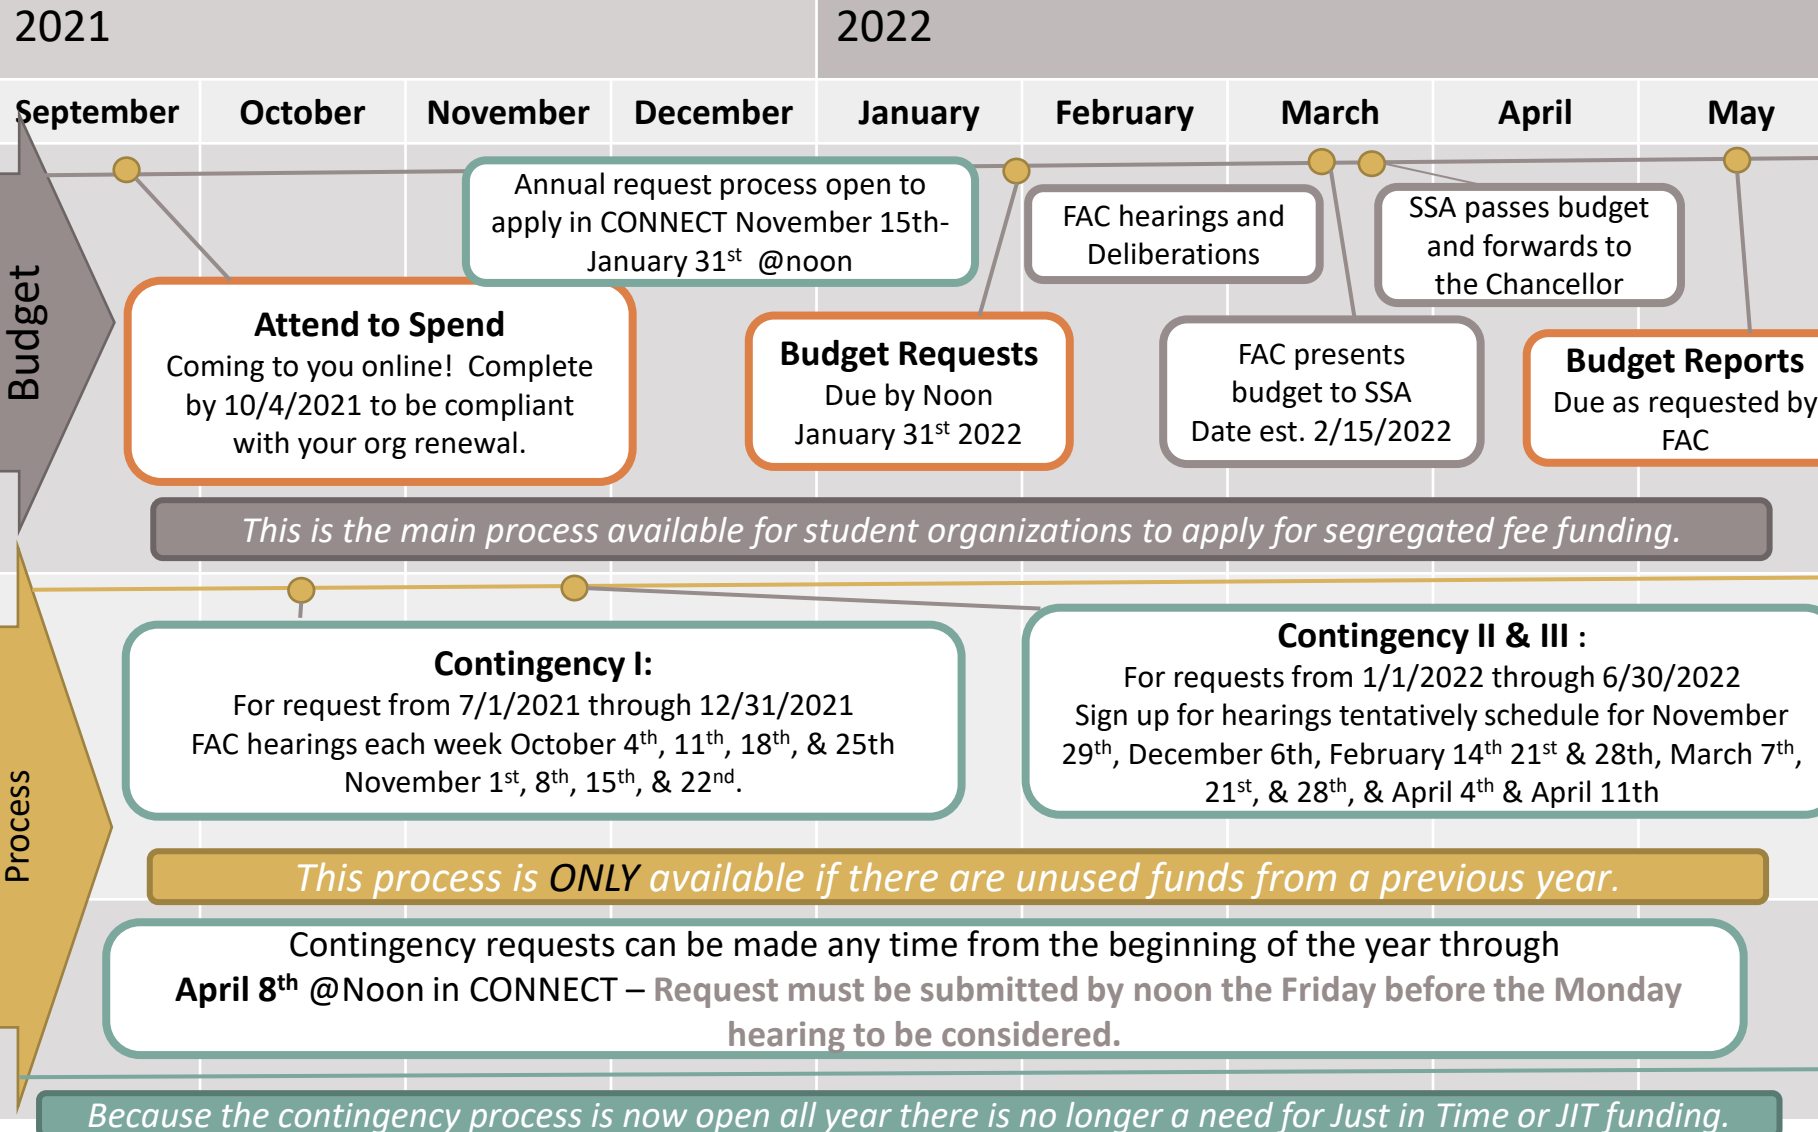 2021
2022
September
October
November
December
January
February
March
April
May
Budget
Annual request process open to
apply in CONNECT November 15th-
January 31st @noon
FAC hearings and
Deliberations
SSA passes budget
and forwards to
the Chancellor
Attend to Spend
Coming to you online! Complete
by 10/4/2021 to be compliant
with your org renewal.
Budget Requests
Due by Noon
January 31st 2022
FAC presents
budget to SSA
Date est. 2/15/2022
Budget Reports
Due as requested by
FAC
This is the main process available for student organizations to apply for segregated fee funding.
Process
Contingency I:
For request from 7/1/2021 through 12/31/2021
FAC hearings each week October 4th, 11th, 18th, & 25th
November 1st, 8th, 15th, & 22nd.
Contingency II & III :
For requests from 1/1/2022 through 6/30/2022
Sign up for hearings tentatively schedule for November
29th, December 6th, February 14th 21st & 28th, March 7th,
21st, & 28th, & April 4th & April 11th
This process is ONLY available if there are unused funds from a previous year.
Contingency requests can be made any time from the beginning of the year through
April 8th @Noon in CONNECT – Request must be submitted by noon the Friday before the Monday
hearing to be considered.
Because the contingency process is now open all year there is no longer a need for Just in Time or JIT funding.